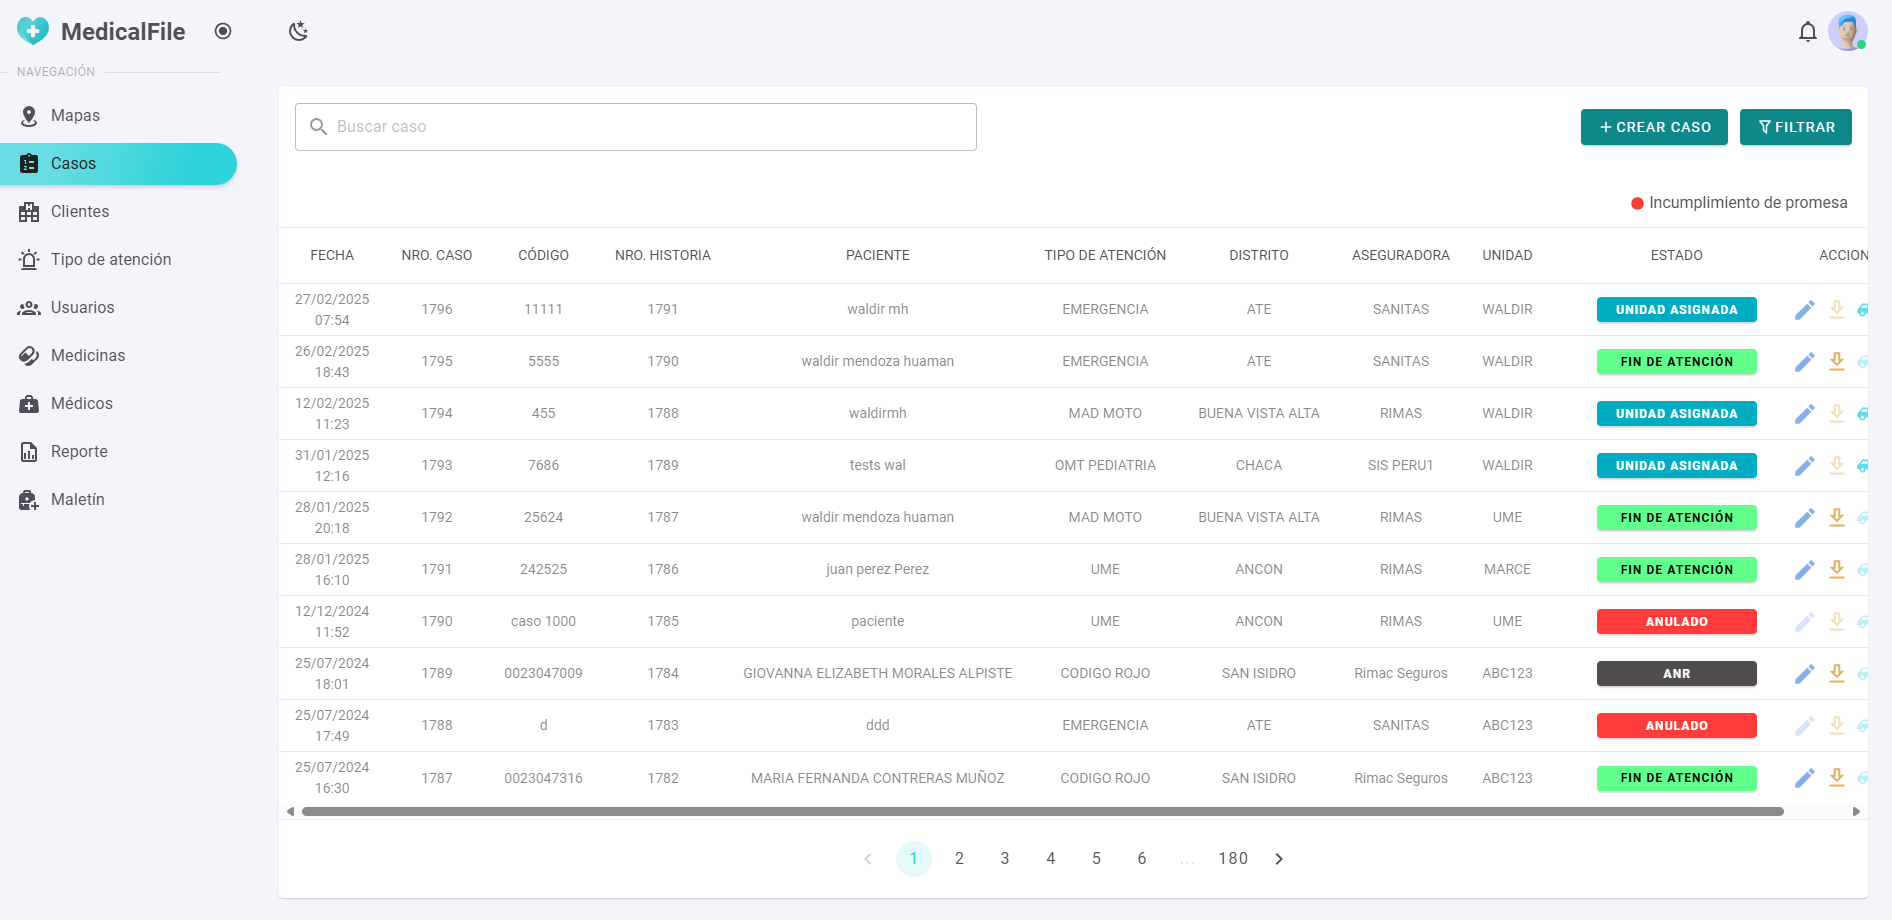 MedicalFile
NAVEGACIÓN
Mapas
Casos
Clientes
Tipo de atención
Usuarios
Medicinas
Médicos
Reporte
Maletín
Buscar caso
CREAR CASO
FILTRAR
Incumplimiento de promesa
FECHA NRO. CASO CÓDIGO NRO. HISTORIA PACIENTE TIPO DE ATENCIÓN DISTRITO ASEGURADORA UNIDAD ESTADO ACCION
27/02/2025 07:54 1796 11111 1791 waldir mh EMERGENCIA ATE SANITAS WALDIR UNIDAD ASIGNADA
26/02/2025 18:43 1795 5555 1790 waldir mendoza huaman EMERGENCIA ATE SANITAS WALDIR FIN DE ATENCIÓN
12/02/2025 11:23 1794 455 1788 waldirmh MAD MOTO BUENA VISTA ALTA RIMAS WALDIR UNIDAD ASIGNADA
31/01/2025 12:16 1793 7686 1789 tests wal OMT PEDIATRIA CHACA SIS PERU1 WALDIR UNIDAD ASIGNADA
28/01/2025 20:18 1792 25624 1787 waldir mendoza huaman MAD MOTO BUENA VISTA ALTA RIMAS UME FIN DE ATENCIÓN
28/01/2025 16:10 1791 242525 1786 juan perez Perez UME ANCON RIMAS MARCE FIN DE ATENCIÓN
12/12/2024 11:52 1790 caso 1000 1785 paciente UME ANCON RIMAS UME ANULADO
25/07/2024 18:01 1789 0023047009 1784 GIOVANNA ELIZABETH MORALES ALPISTE CODIGO ROJO SAN ISIDRO Rimac Seguros ABC123 ANR
25/07/2024 17:49 1788 d 1783 ddd EMERGENCIA ATE SANITAS ABC123 ANULADO
25/07/2024 16:30 1787 0023047316 1782 MARIA FERNANDA CONTRERAS MUÑOZ CODIGO ROJO SAN ISIDRO Rimac Seguros ABC123 FIN DE ATENCIÓN
1 2 3 4 5 6 ... 180